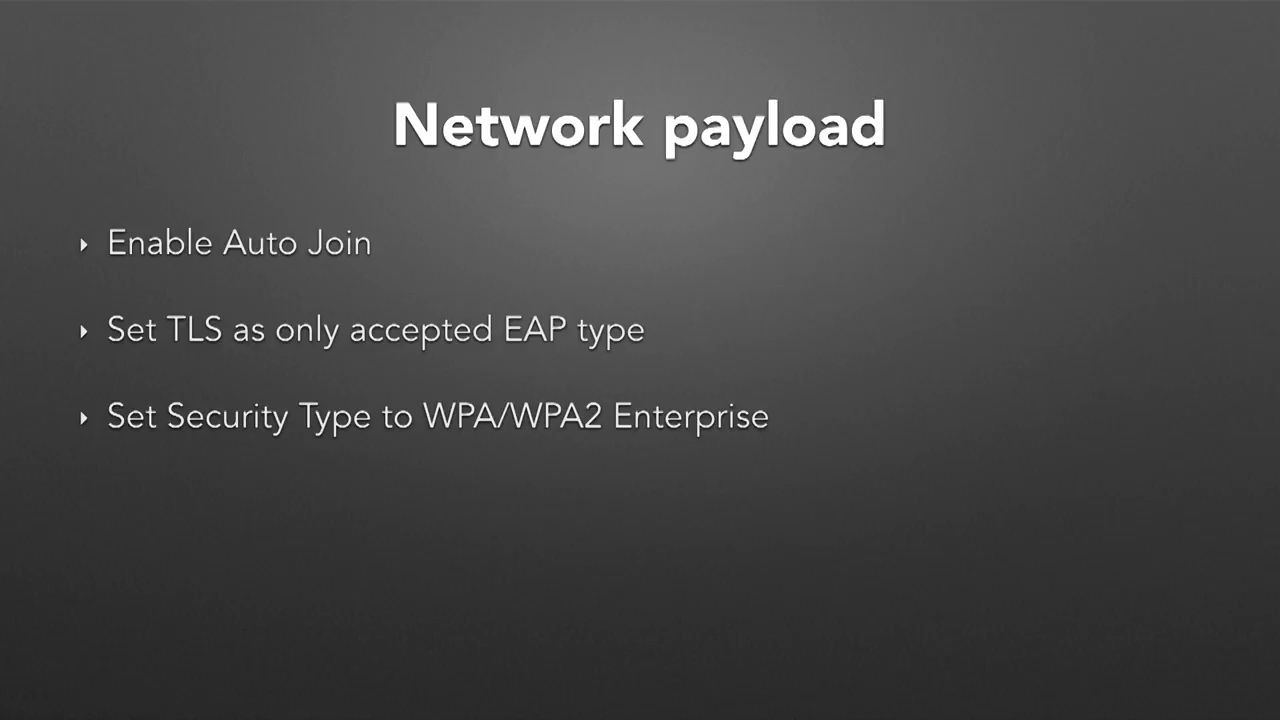 Network payload
‣ Enable Auto Join
‣ Set TLS as only accepted EAP type
‣ Set Security Type to WPA/WPA2 Enterprise